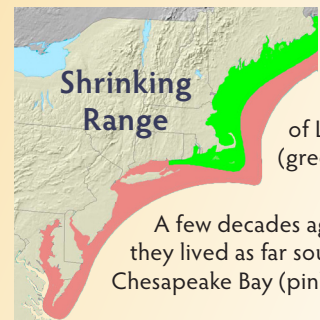 Shrinking
Range
of
(gre
A few decades ag
they lived as far sou
Chesapeake Bay (pin